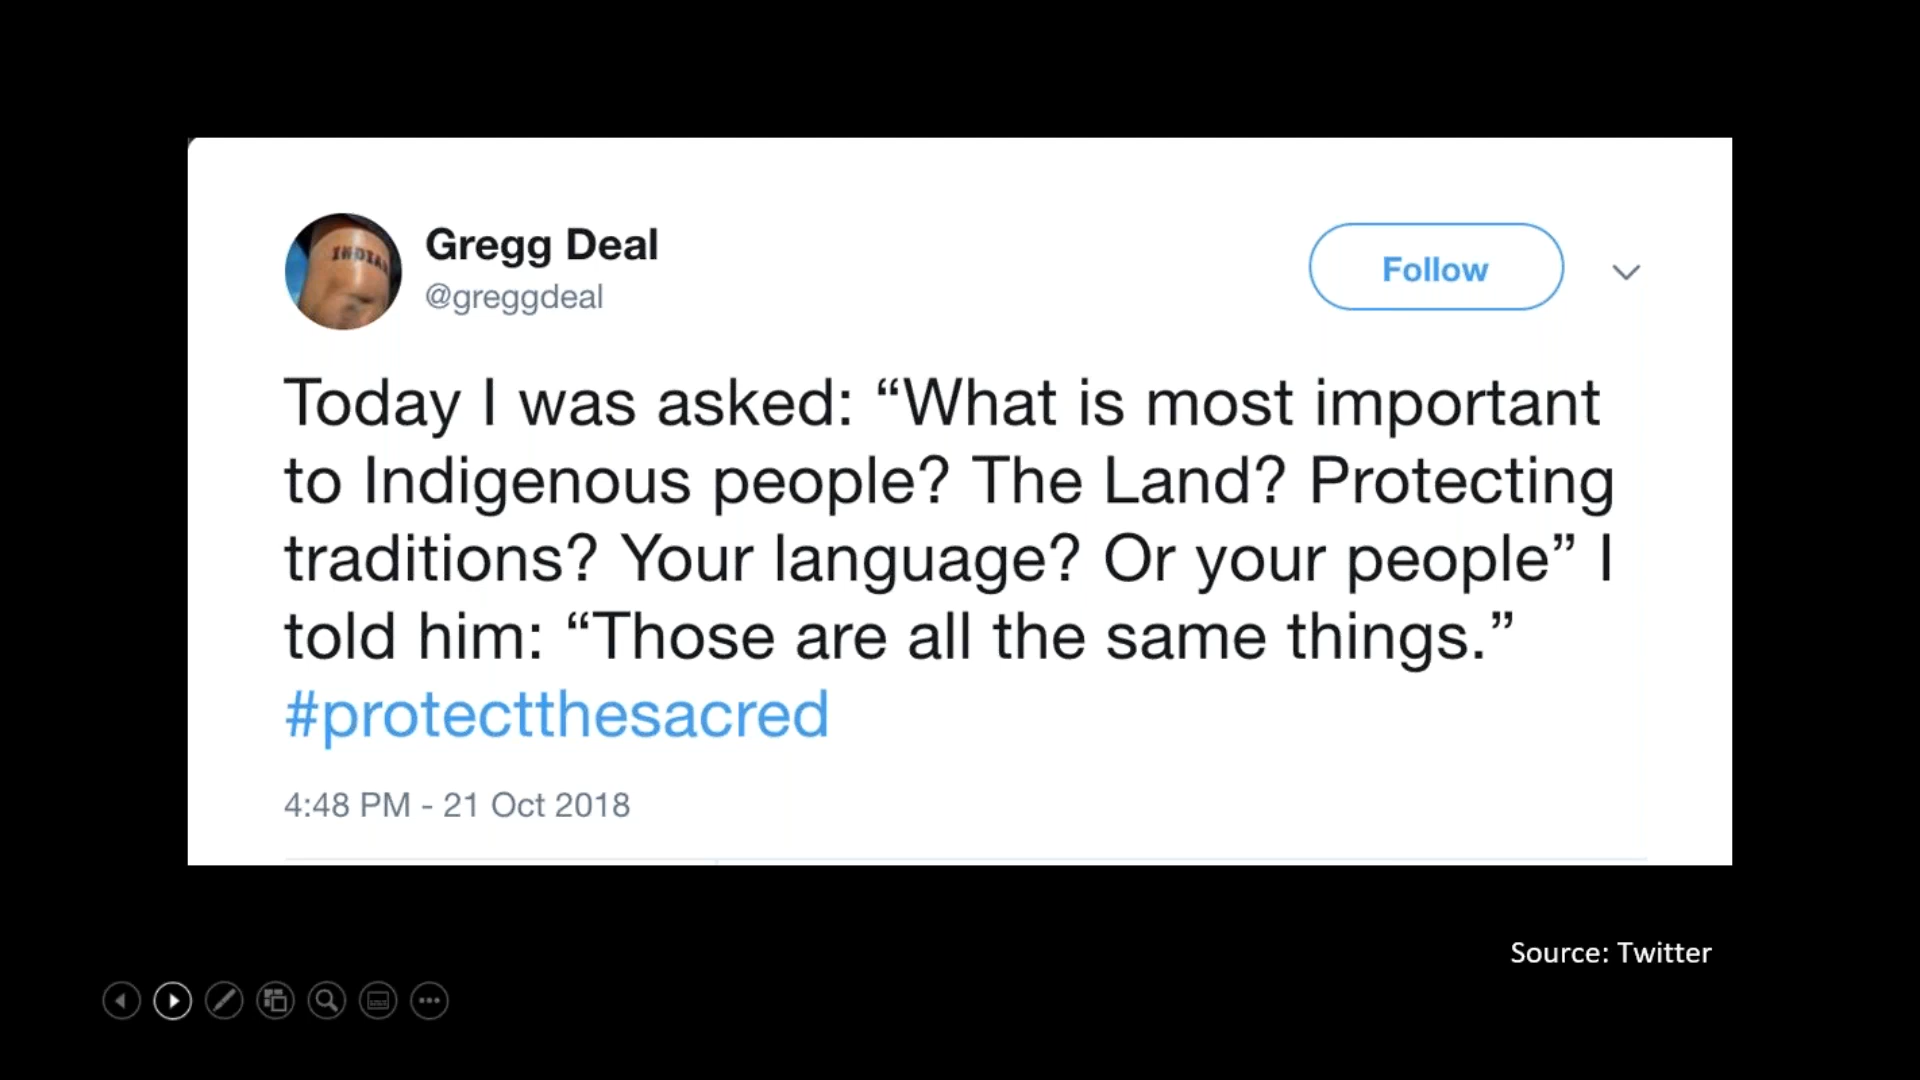 INDIAN
Gregg Deal
@greggdeal
Follow
Today I was asked: “What is most important
to Indigenous people? The Land? Protecting
traditions? Your language? Or your people” I
told him: “Those are all the same things.”
#protectthesacred
4:48 PM - 21 Oct 2018
Source: Twitter